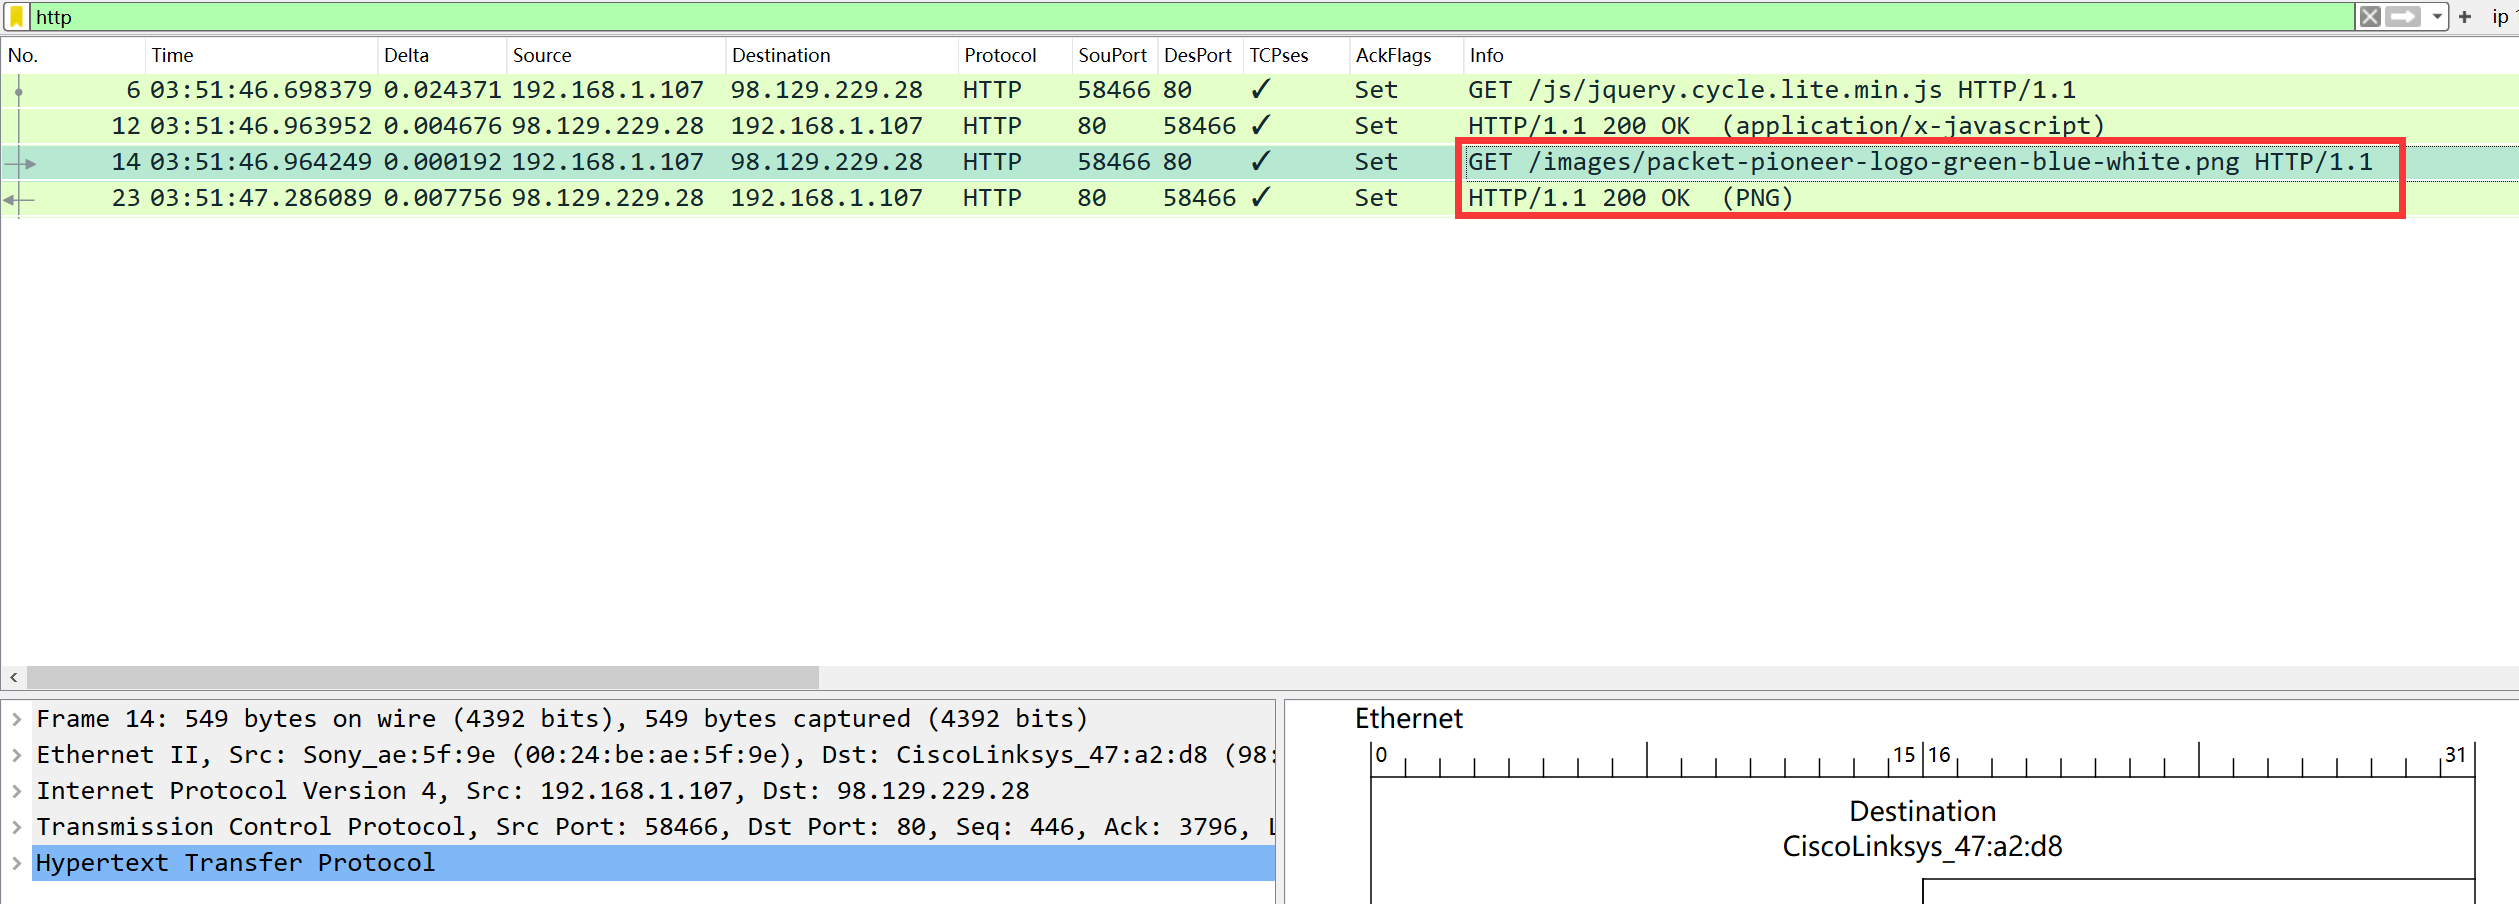 http ip
No. Time Delta Source Destination Protocol SouPort DesPort TCPses AckFlags Info
6 03:51:46.698379 0.024371 192.168.1.107 98.129.229.28 HTTP 58466 80 ✓ Set GET /js/jquery.cycle.lite.min.js HTTP/1.1
12 03:51:46.963952 0.004676 98.129.229.28 192.168.1.107 HTTP 80 58466 ✓ Set HTTP/1.1 200 OK (application/x-javascript)
14 03:51:46.964249 0.000192 192.168.1.107 98.129.229.28 HTTP 58466 80 ✓ Set GET /images/packet-pioneer-logo-green-blue-white.png HTTP/1.1
23 03:51:47.286089 0.007756 98.129.229.28 192.168.1.107 HTTP 80 58466 ✓ Set HTTP/1.1 200 OK (PNG)
Frame 14: 549 bytes on wire (4392 bits), 549 bytes captured (4392 bits)
Ethernet II, Src: Sony_ae:5f:9e (00:24:be:ae:5f:9e), Dst: CiscoLinksys_47:a2:d8 (98:
Internet Protocol Version 4, Src: 192.168.1.107, Dst: 98.129.229.28
Transmission Control Protocol, Src Port: 58466, Dst Port: 80, Seq: 446, Ack: 3796, L
Hypertext Transfer Protocol
Ethernet
0 15 16 31
Destination
CiscoLinksys_47:a2:d8